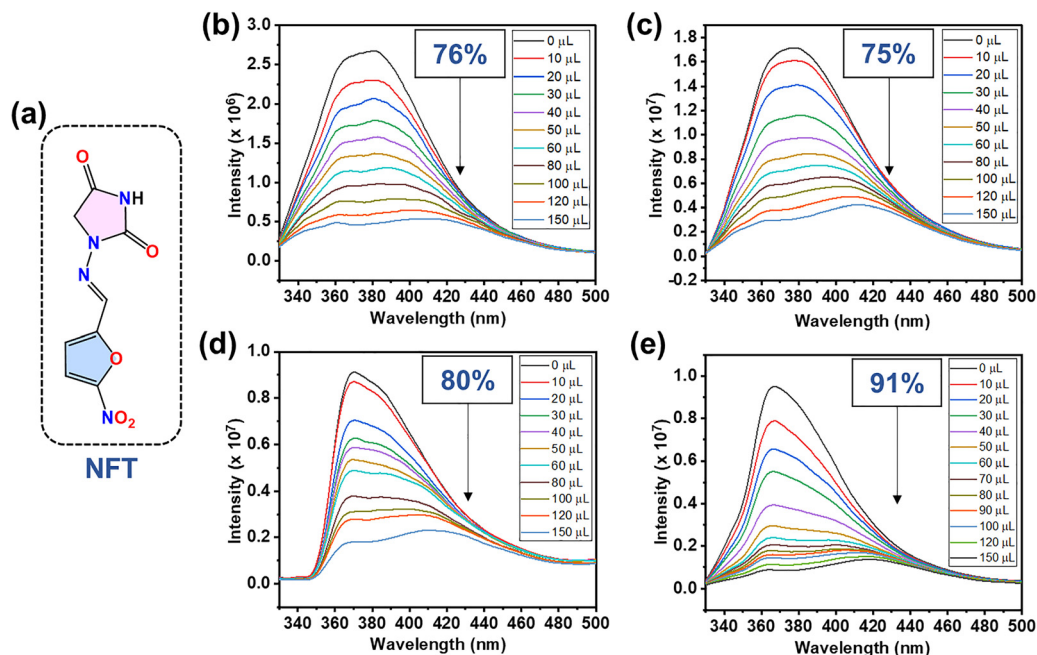 (a)
O
NH
N
O
N
O
NO₂
NFT
(b)
76%
0 µL
10 µL
20 µL
30 µL
40 µL
50 µL
60 µL
80 µL
100 µL
120 µL
150 µL
Intensity (x 10⁶)
3.0
2.5
2.0
1.5
1.0
0.5
0.0
340 360 380 400 420 440 460 480 500
Wavelength (nm)
(c)
75%
0 µL
10 µL
20 µL
30 µL
40 µL
50 µL
60 µL
80 µL
100 µL
120 µL
150 µL
Intensity (x 10⁷)
1.8
1.6
1.4
1.2
1.0
0.8
0.6
0.4
0.2
0.0
-0.2
340 360 380 400 420 440 460 480 500
Wavelength (nm)
(d)
80%
0 µL
10 µL
20 µL
30 µL
40 µL
50 µL
60 µL
80 µL
100 µL
120 µL
150 µL
Intensity (x 10⁷)
1.0
0.8
0.6
0.4
0.2
0.0
340 360 380 400 420 440 460 480 500
Wavelength (nm)
(e)
91%
0 µL
10 µL
20 µL
30 µL
40 µL
50 µL
60 µL
70 µL
80 µL
90 µL
100 µL
120 µL
150 µL
Intensity (x 10⁷)
1.0
0.8
0.6
0.4
0.2
0.0
340 360 380 400 420 440 460 480 500
Wavelength (nm)